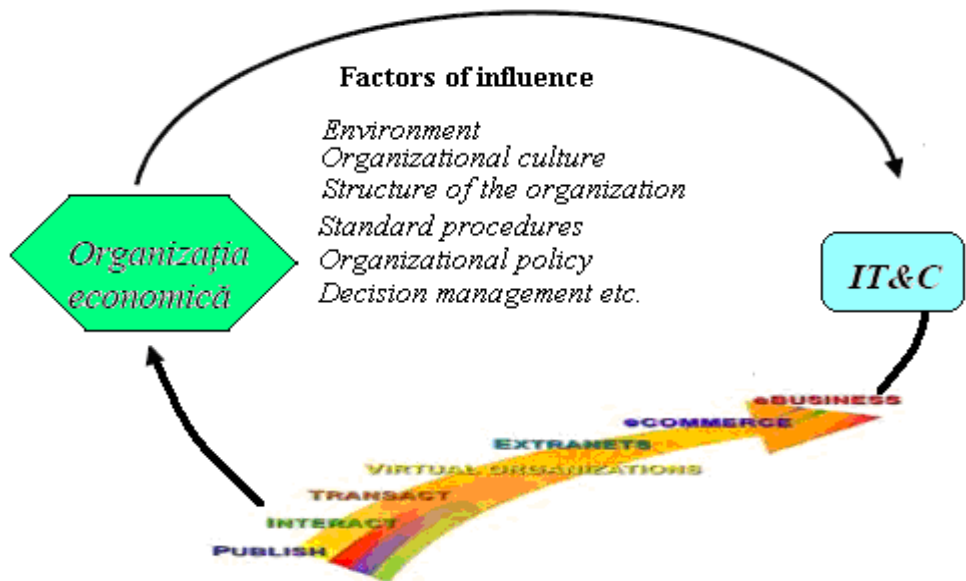 Factors of influence
Environment
Organizational culture
Structure of the organization
Standard procedures
Organizational policy
Decision management etc.
Organizația
economică
IT&C
eBUSINESS
eCOMMERCE
EXTRANETS
VIRTUAL ORGANIZATIONS
TRANSACT
INTERACT
PUBLISH